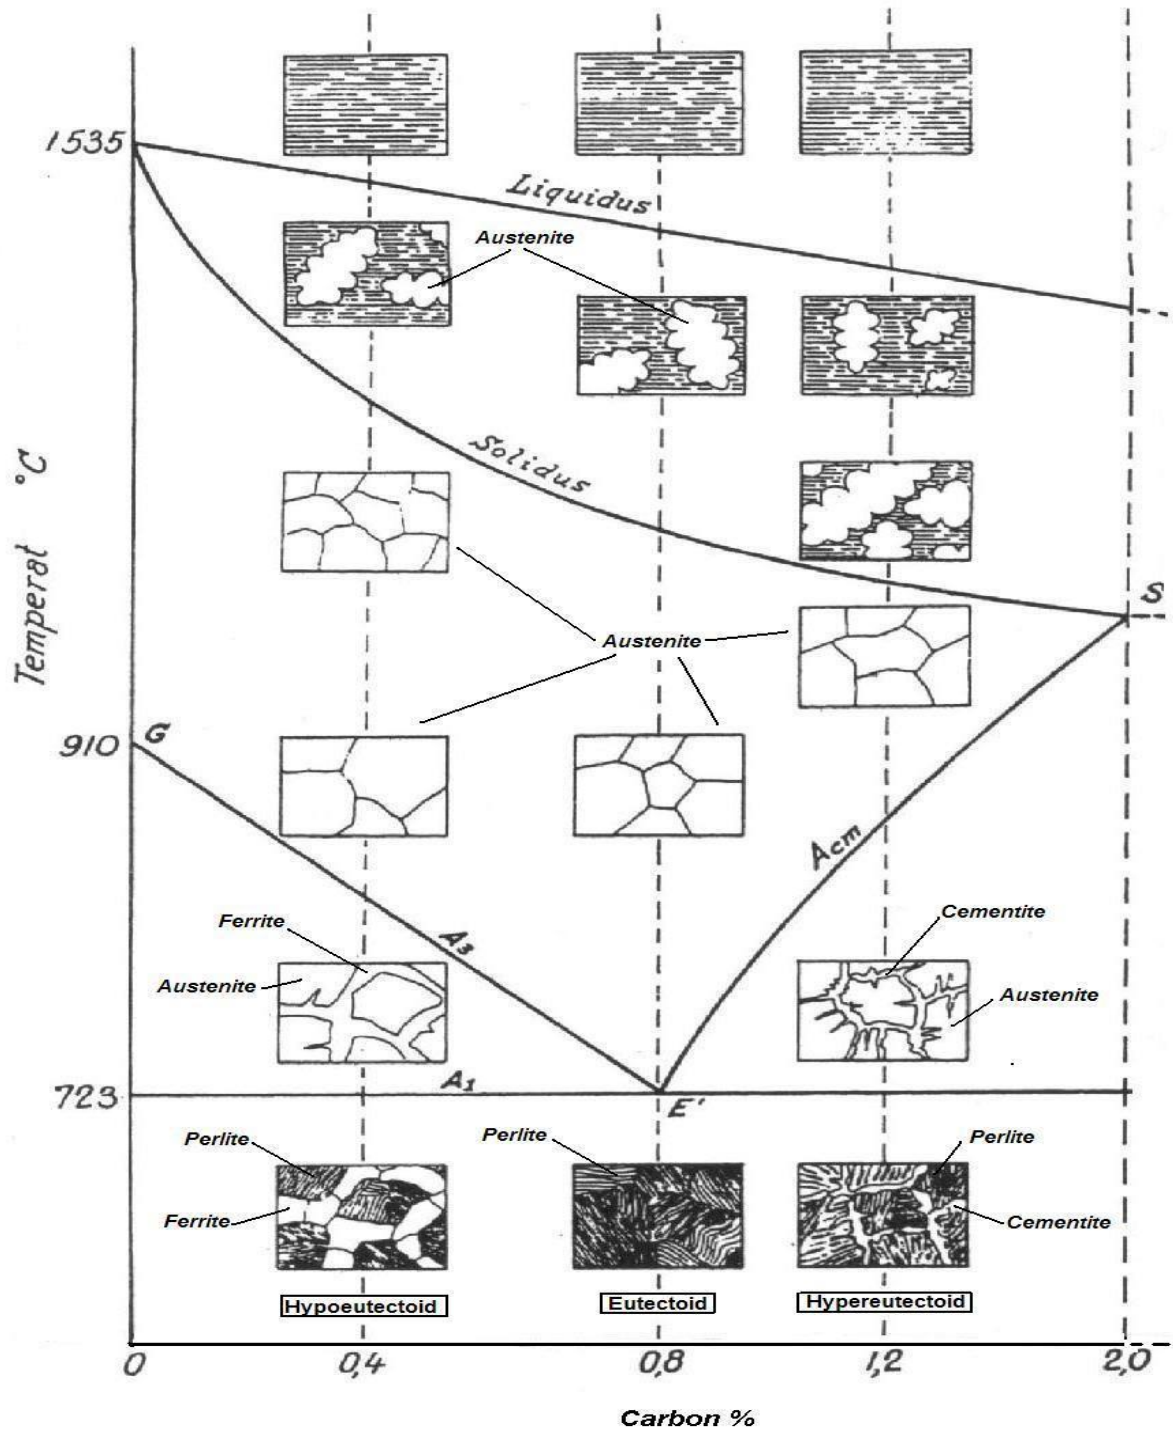 1535
Liquidus
Austenite
Solidus
Temperat °C
S
Austenite
G
910
Acm
Ferrite
A3
Cementite
Austenite
Austenite
723
A1
E'
Perlite
Perlite
Perlite
Ferrite
Cementite
Hypoeutectoid
Eutectoid
Hypereutectoid
0 0,4 0,8 1,2 2,0
Carbon %